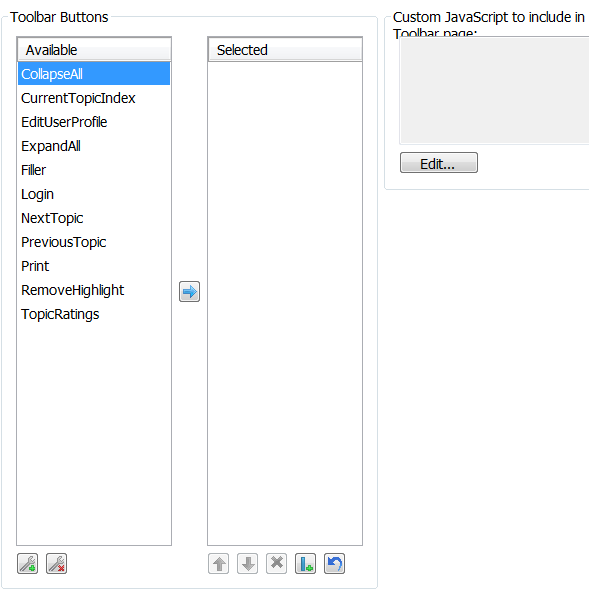 Toolbar Buttons
Available
CollapseAll
CurrentTopicIndex
EditUserProfile
ExpandAll
Filler
Login
NextTopic
PreviousTopic
Print
RemoveHighlight
TopicRatings
Selected
Custom JavaScript to include in
Toolbar page:
Edit...